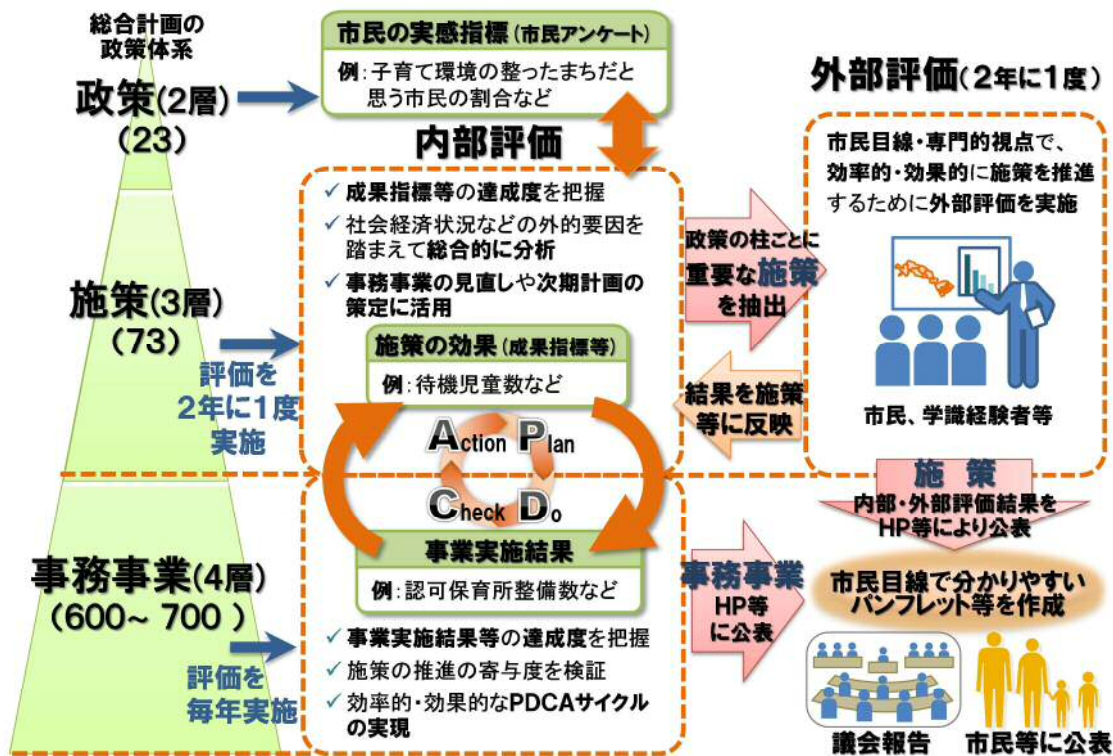 総合計画の
政策体系
政策(2層)
(23)
施策(3層)
(73)
評価を
2年に1度
実施
事務事業(4層)
(600~ 700 )
評価を
毎年実施
市民の実感指標(市民アンケート)
例:子育て環境の整ったまちだと
思う市民の割合など
内部評価
✓ 成果指標等の達成度を把握
✓ 社会経済状況などの外的要因を
踏まえて総合的に分析
✓ 事務事業の見直しや次期計画の
策定に活用
施策の効果(成果指標等)
例:待機児童数など
Action Plan
Check Do
事業実施結果
例:認可保育所整備数など
✓ 事業実施結果等の達成度を把握
✓ 施策の推進の寄与度を検証
✓ 効率的・効果的なPDCAサイクル
の実現
政策の柱ごとに
重要な施策
を抽出
結果を施策
等に反映
事務事業
HP等
に公表
外部評価(2年に1度)
市民目線・専門的視点で、
効率的・効果的に施策を推進
するために外部評価を実施
市民、学識経験者等
施 策
内部・外部評価結果を
HP等により公表
市民目線で分かりやすい
パンフレット等を作成
議会報告
市民等に公表